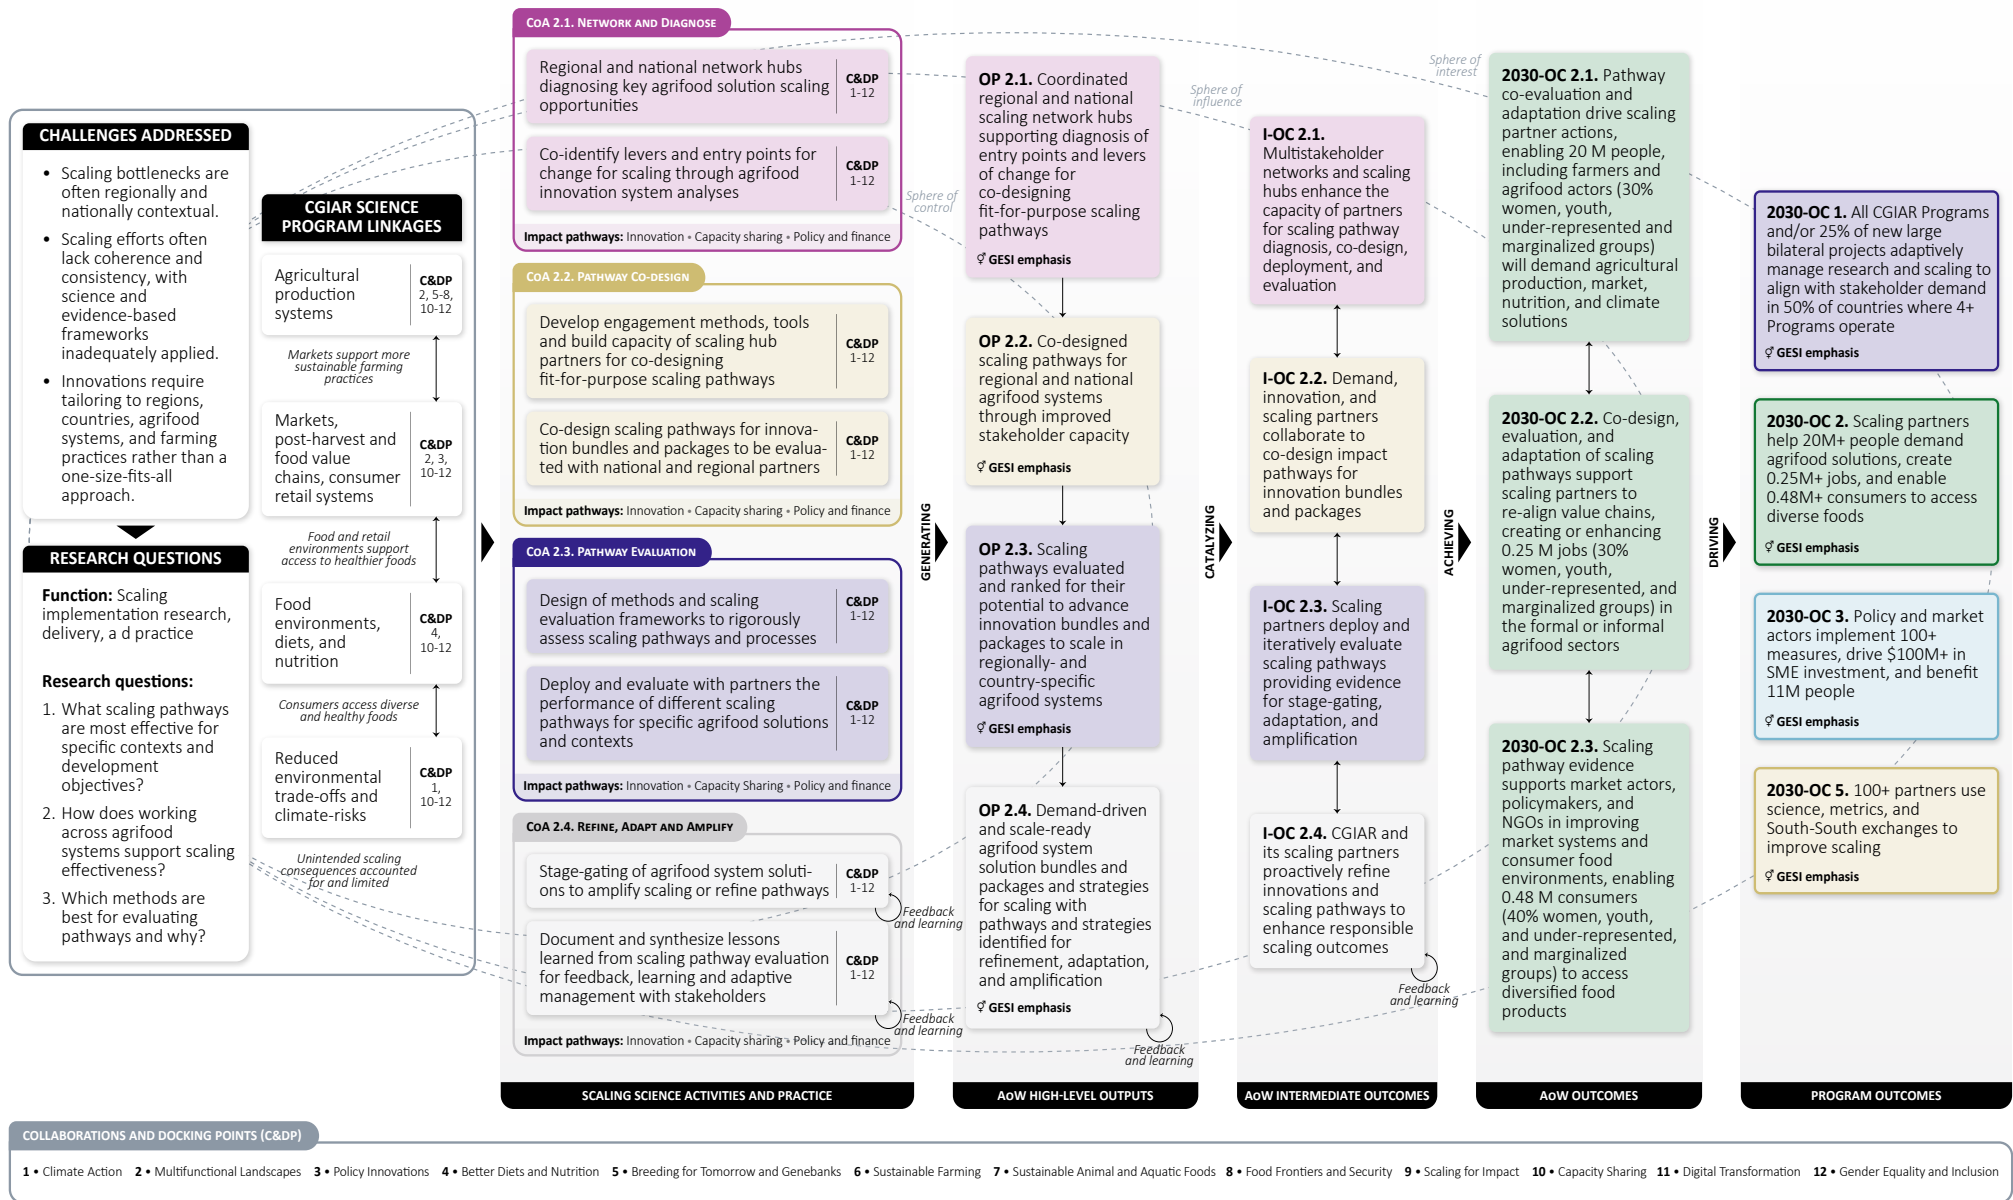 CHALLENGES ADDRESSED
• Scaling bottlenecks are
often regionally and
nationally contextual.
• Scaling efforts often
lack coherence and
consistency, with
science and
evidence-based
frameworks
inadequately applied.
• Innovations require
tailoring to regions,
countries, agrifood
systems, and farming
practices rather than a
one-size-fits-all
approach.
RESEARCH QUESTIONS
Function: Scaling
implementation research,
delivery, a d practice
Research questions:
1. What scaling pathways
are most effective for
specific contexts and
development
objectives?
2. How does working
across agrifood
systems support scaling
effectiveness?
3. Which methods are
best for evaluating
pathways and why?
CGIAR SCIENCE
PROGRAM LINKAGES
Agricultural
production
systems
C&DP
2, 5-8,
10-12
Markets support more
sustainable farming
practices
Markets,
post-harvest and
food value
chains, consumer
retail systems
C&DP
2, 3,
10-12
Food and retail
environments support
access to healthier foods
Food
environments,
diets, and
nutrition
C&DP
4,
10-12
Consumers access diverse
and healthy foods
Reduced
environmental
trade-offs and
climate-risks
C&DP
1,
10-12
Unintended scaling
consequences accounted
for and limited
COA 2.1. NETWORK AND DIAGNOSE
Regional and national network hubs
diagnosing key agrifood solution scaling
opportunities
C&DP
1-12
Co-identify levers and entry points for
change for scaling through agrifood
innovation system analyses
C&DP
1-12
Impact pathways: Innovation • Capacity sharing • Policy and finance
COA 2.2. PATHWAY CO-DESIGN
Develop engagement methods, tools
and build capacity of scaling hub
partners for co-designing
fit-for-purpose scaling pathways
C&DP
1-12
Co-design scaling pathways for innova-
tion bundles and packages to be evalua-
ted with national and regional partners
C&DP
1-12
Impact pathways: Innovation • Capacity sharing • Policy and finance
COA 2.3. PATHWAY EVALUATION
Design of methods and scaling
evaluation frameworks to rigorously
assess scaling pathways and processes
C&DP
1-12
Deploy and evaluate with partners the
performance of different scaling
pathways for specific agrifood solutions
and contexts
C&DP
1-12
Impact pathways: Innovation • Capacity Sharing • Policy and finance
COA 2.4. REFINE, ADAPT AND AMPLIFY
Stage-gating of agrifood system soluti-
ons to amplify scaling or refine pathways
C&DP
1-12
Feedback
and learning
Document and synthesize lessons
learned from scaling pathway evaluation
for feedback, learning and adaptive
management with stakeholders
C&DP
1-12
Feedback
and learning
Impact pathways: Innovation • Capacity sharing • Policy and finance
SCALING SCIENCE ACTIVITIES AND PRACTICE
Sphere of
control
GENERATING
OP 2.1. Coordinated
regional and national
scaling network hubs
supporting diagnosis of
entry points and levers
of change for
co-designing
fit-for-purpose scaling
pathways
⚥ GESI emphasis
OP 2.2. Co-designed
scaling pathways for
regional and national
agrifood systems
through improved
stakeholder capacity
⚥ GESI emphasis
OP 2.3. Scaling
pathways evaluated
and ranked for their
potential to advance
innovation bundles and
packages to scale in
regionally- and
country-specific
agrifood systems
⚥ GESI emphasis
OP 2.4. Demand-driven
and scale-ready
agrifood system
solution bundles and
packages and strategies
for scaling with
pathways and strategies
identified for
refinement, adaptation,
and amplification
⚥ GESI emphasis
Feedback
and learning
AOW HIGH-LEVEL OUTPUTS
Sphere of
influence
CATALYZING
I-OC 2.1.
Multistakeholder
networks and scaling
hubs enhance the
capacity of partners
for scaling pathway
diagnosis, co-design,
deployment, and
evaluation
I-OC 2.2. Demand,
innovation, and
scaling partners
collaborate to
co-design impact
pathways for
innovation bundles
and packages
I-OC 2.3. Scaling
partners deploy and
iteratively evaluate
scaling pathways
providing evidence
for stage-gating,
adaptation, and
amplification
I-OC 2.4. CGIAR and
its scaling partners
proactively refine
innovations and
scaling pathways to
enhance responsible
scaling outcomes
Feedback
and learning
AOW INTERMEDIATE OUTCOMES
Sphere of
interest
ACHIEVING
2030-OC 2.1. Pathway
co-evaluation and
adaptation drive scaling
partner actions,
enabling 20 M people,
including farmers and
agrifood actors (30%
women, youth,
under-represented and
marginalized groups)
will demand agricultural
production, market,
nutrition, and climate
solutions
2030-OC 2.2. Co-design,
evaluation, and
adaptation of scaling
pathways support
scaling partners to
re-align value chains,
creating or enhancing
0.25 M jobs (30%
women, youth,
under-represented, and
marginalized groups) in
the formal or informal
agrifood sectors
2030-OC 2.3. Scaling
pathway evidence
supports market actors,
policymakers, and
NGOs in improving
market systems and
consumer food
environments, enabling
0.48 M consumers
(40% women, youth,
and under-represented,
and marginalized
groups) to access
diversified food
products
AOW OUTCOMES
DRIVING
2030-OC 1. All CGIAR Programs
and/or 25% of new large
bilateral projects adaptively
manage research and scaling to
align with stakeholder demand
in 50% of countries where 4+
Programs operate
⚥ GESI emphasis
2030-OC 2. Scaling partners
help 20M+ people demand
agrifood solutions, create
0.25M+ jobs, and enable
0.48M+ consumers to access
diverse foods
⚥ GESI emphasis
2030-OC 3. Policy and market
actors implement 100+
measures, drive $100M+ in
SME investment, and benefit
11M people
⚥ GESI emphasis
2030-OC 5. 100+ partners use
science, metrics, and
South-South exchanges to
improve scaling
⚥ GESI emphasis
PROGRAM OUTCOMES
COLLABORATIONS AND DOCKING POINTS (C&DP)
1 • Climate Action 2 • Multifunctional Landscapes 3 • Policy Innovations 4 • Better Diets and Nutrition 5 • Breeding for Tomorrow and Genebanks 6 • Sustainable Farming 7 • Sustainable Animal and Aquatic Foods 8 • Food Frontiers and Security 9 • Scaling for Impact 10 • Capacity Sharing 11 • Digital Transformation 12 • Gender Equality and Inclusion